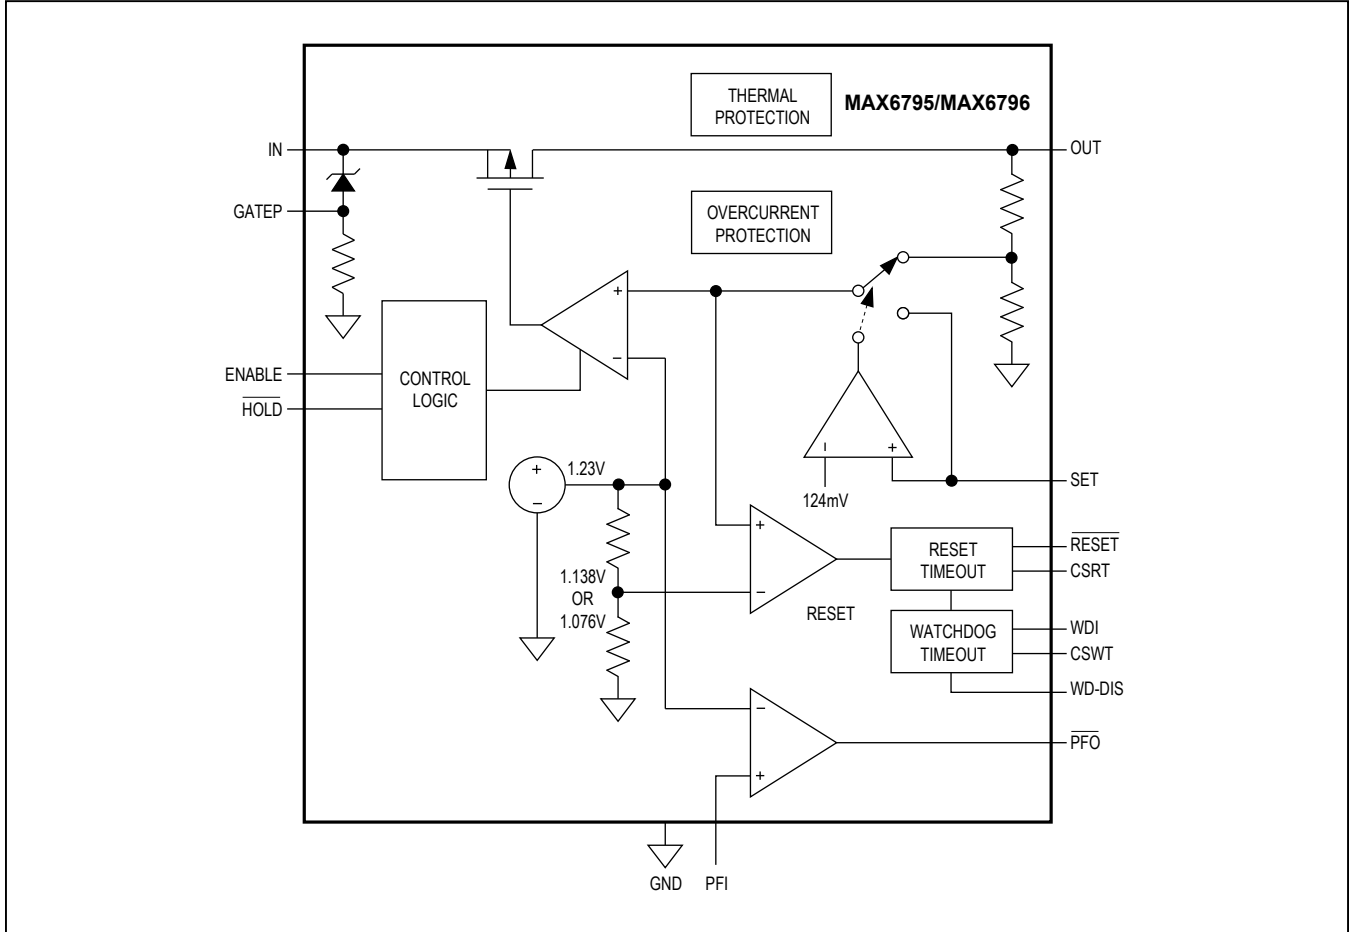 THERMAL
PROTECTION
MAX6795/MAX6796
IN
OUT
GATEP
OVERCURRENT
PROTECTION
+
−
ENABLE
HOLD
CONTROL
LOGIC
+
−
1.23V
− +
124mV
SET
1.138V
OR
1.076V
+
−
RESET
RESET
TIMEOUT
RESET
CSRT
WATCHDOG
TIMEOUT
WDI
CSWT
WD-DIS
−
+
PFO
GND
PFI